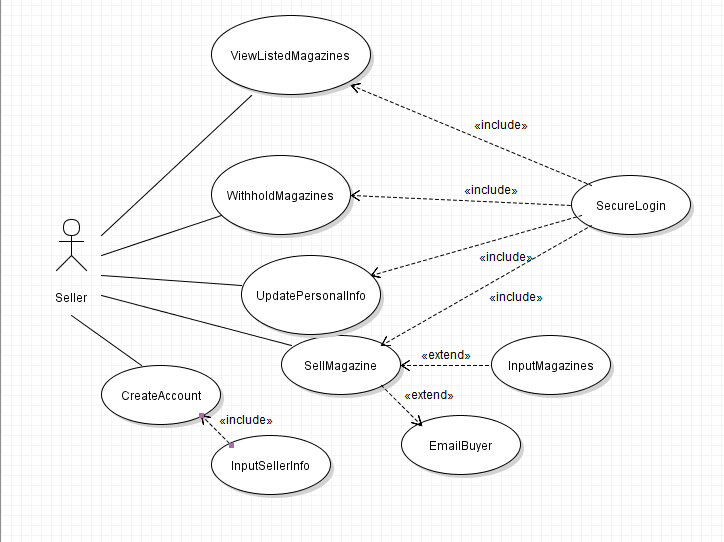 ViewListedMagazines
«include»
WithholdMagazines
«include»
SecureLogin
«include»
Seller
UpdatePersonalInfo
«include»
SellMagazine
«extend»
InputMagazines
CreateAccount
«extend»
«include»
EmailBuyer
InputSellerInfo